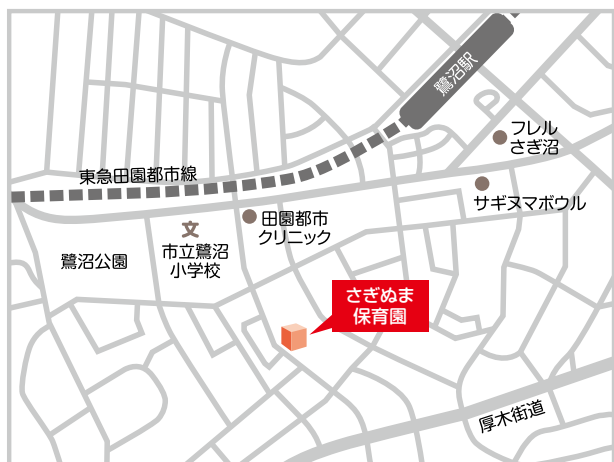 鷺沼駅
フレル
さぎ沼
東急田園都市線
サギヌマボウル
田園都市
クリニック
市立鷺沼
小学校
鷺沼公園
さぎぬま
保育園
厚木街道